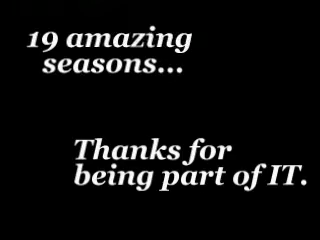 19 amazing
seasons...
Thanks for
being part of IT.